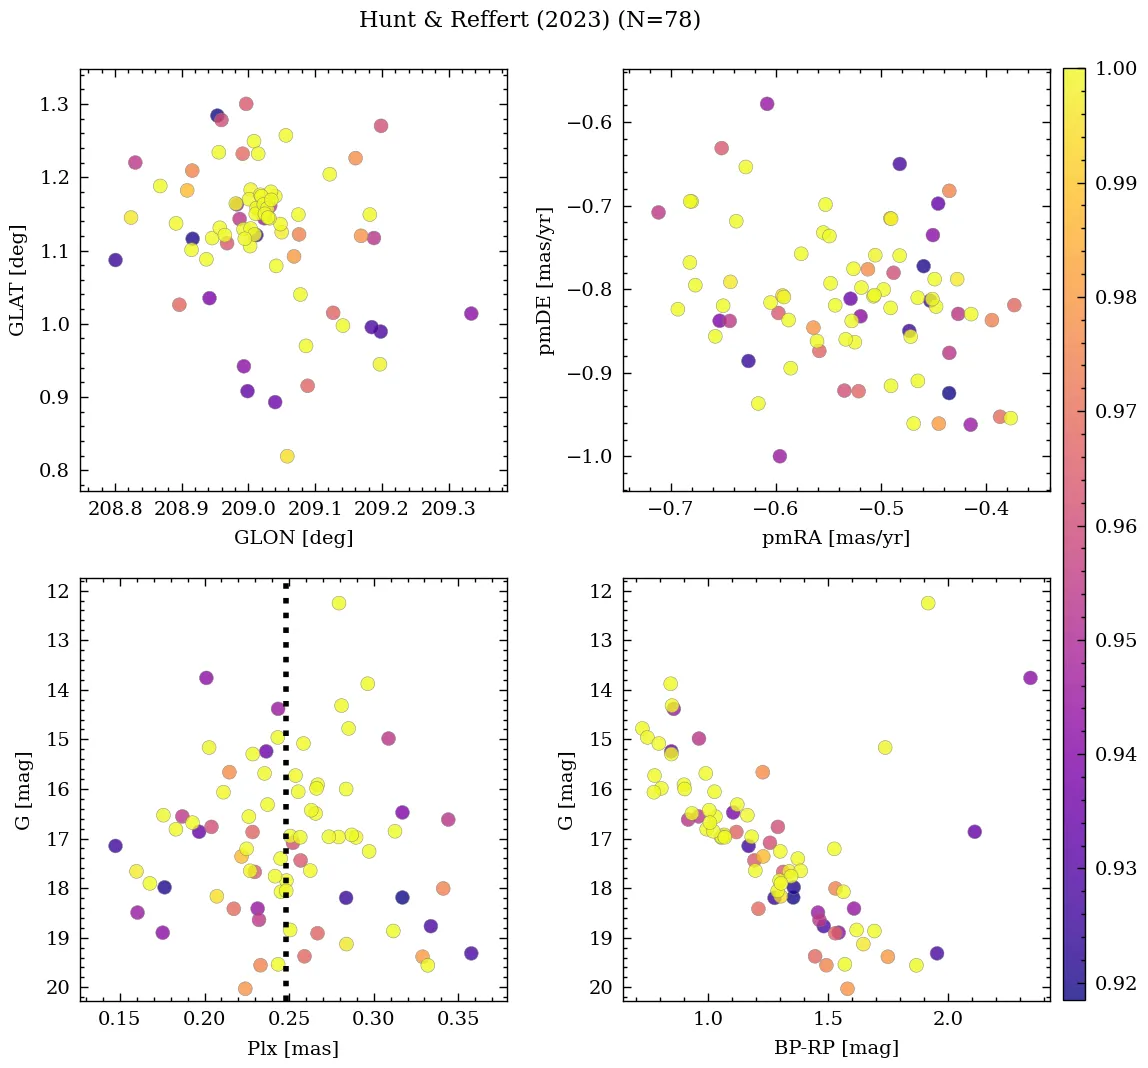 Hunt & Reffert (2023) (N=78)
1.3
1.2
1.1
1.0
0.9
0.8
GLAT [deg]
208.8 208.9 209.0 209.1 209.2 209.3
GLON [deg]
−0.6
−0.7
−0.8
−0.9
−1.0
pmDE [mas/yr]
−0.7 −0.6 −0.5 −0.4
pmRA [mas/yr]
12
13
14
15
16
17
18
19
20
G [mag]
0.15 0.20 0.25 0.30 0.35
Plx [mas]
12
13
14
15
16
17
18
19
20
G [mag]
1.0 1.5 2.0
BP-RP [mag]
1.00
0.99
0.98
0.97
0.96
0.95
0.94
0.93
0.92